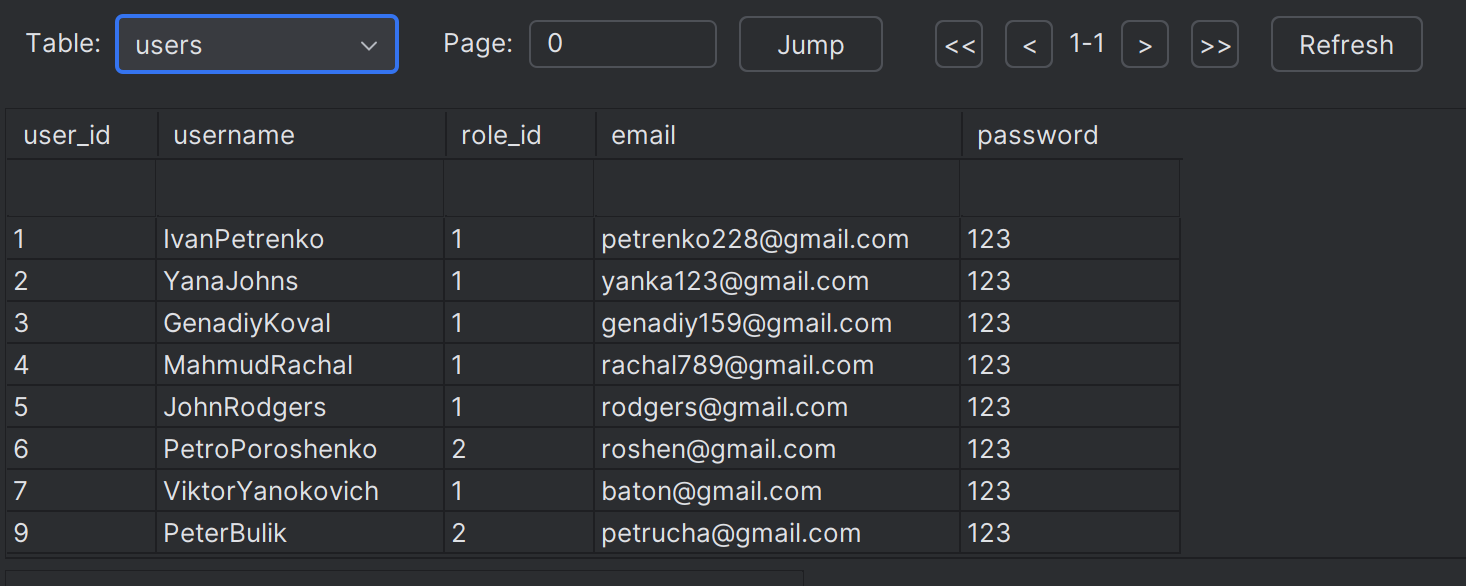 Table: users Page: 0 Jump << < 1-1 > >> Refresh
user_id username role_id email password
1 IvanPetrenko 1 petrenko228@gmail.com 123
2 YanaJohns 1 yanka123@gmail.com 123
3 GenadiyKoval 1 genadiy159@gmail.com 123
4 MahmudRachal 1 rachal789@gmail.com 123
5 JohnRodgers 1 rodgers@gmail.com 123
6 PetroPoroshenko 2 roshen@gmail.com 123
7 ViktorYanokovich 1 baton@gmail.com 123
9 PeterBulik 2 petrucha@gmail.com 123